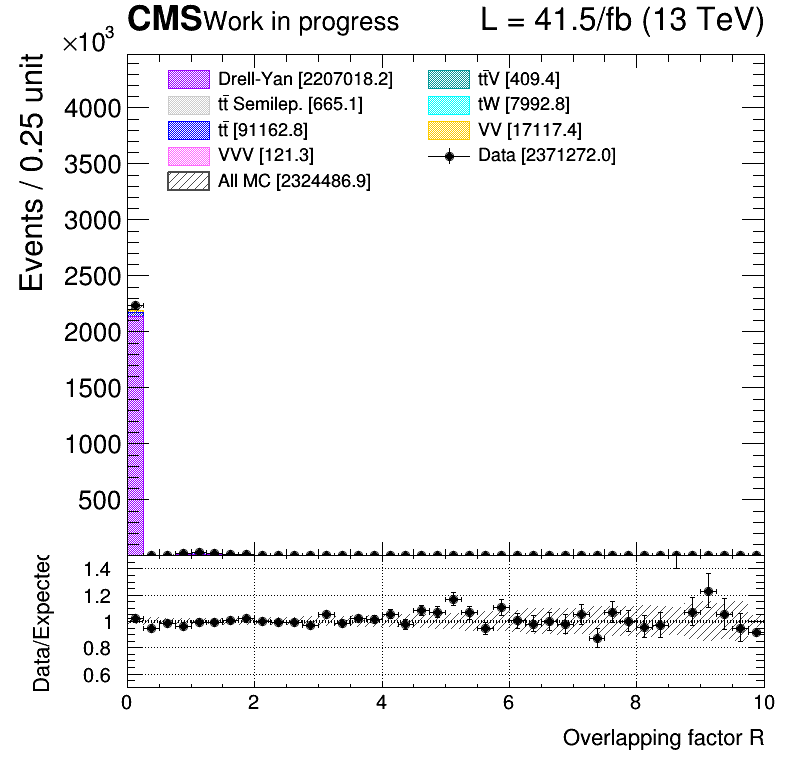 CMS Work in progress L = 41.5/fb (13 TeV)
×10³
Drell-Yan [2207018.2] tt̄V [409.4]
tt̄ Semilep. [665.1] tW [7992.8]
tt̄ [91162.8] VV [17117.4]
VVV [121.3] Data [2371272.0]
All MC [2324486.9]
Events / 0.25 unit
4000
3500
3000
2500
2000
1500
1000
500
Data/Expected
1.4
1.2
1
0.8
0.6
0 2 4 6 8 10
Overlapping factor R